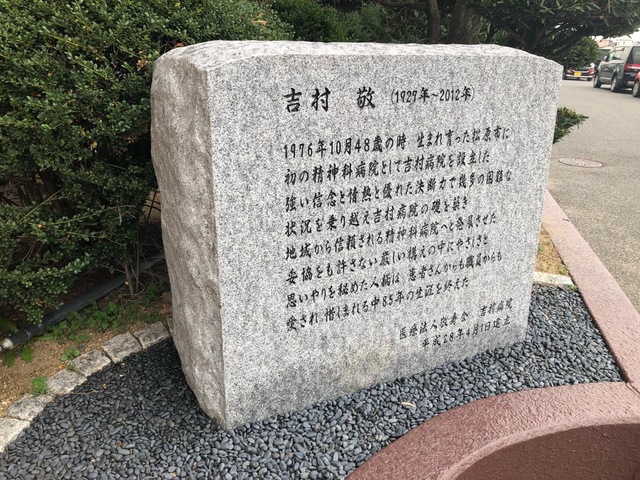 吉村　敬　(1927年～2012年)
1976年10月48歳の時 生まれ育った松原市に
初の精神科病院として吉村病院を設立した
強い信念と情熱と優れた決断力で幾多の困難な
状況を乗り越え吉村病院の礎を築き
地域から信頼される精神科病院へと発展させた
妥協をも許さない厳しい構えの中にやさしさと
思いやりを秘めた人柄は 患者さんからも職員からも
愛され 惜しまれる中85年の生涯を終えた
医療法人敬寿会　吉村病院
平成28年4月1日建立